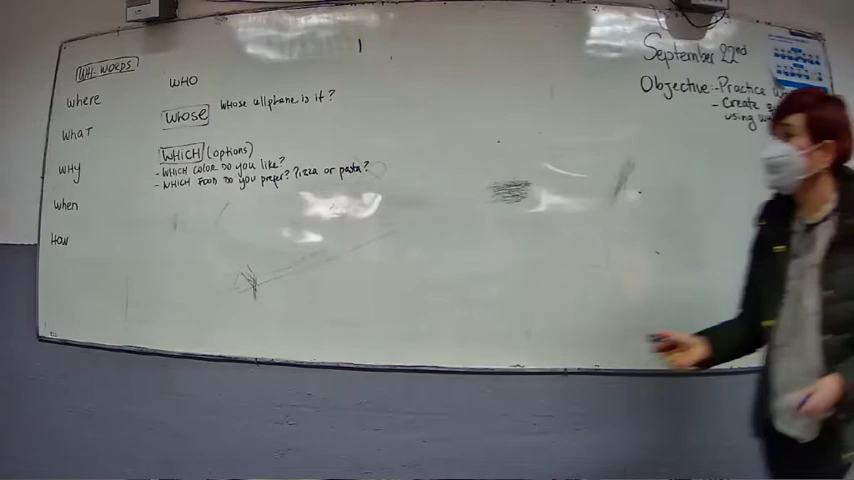 WH-WORDS
where
WHAT
WHY
when
HOW
WHO
WHOSE
WHOSE cellphone is it?
WHICH (options)
- WHICH COLOR DO YOU LIKE?
- WHICH FOOD DO YOU prefer? Pizza or pasta?
September 22nd
Objective:- Practice
- Create
using